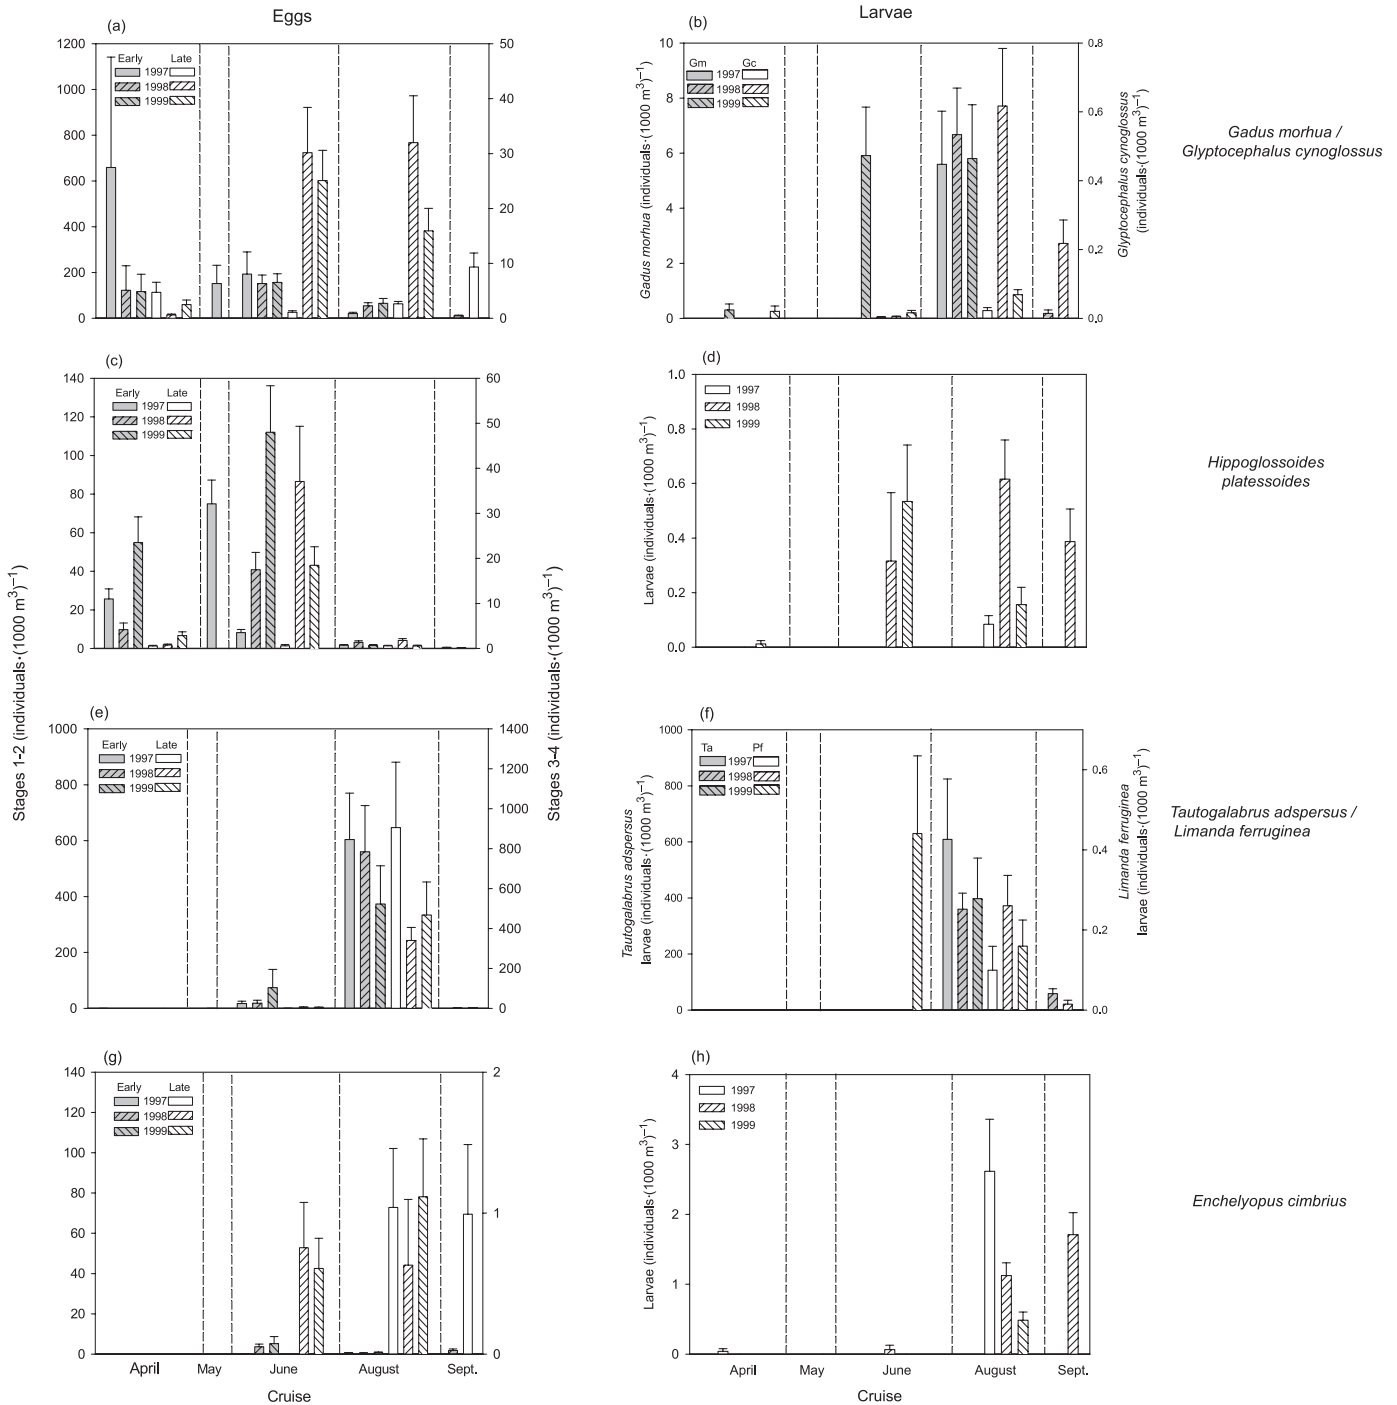 Eggs
Larvae
(a)
1200
1000
800
600
400
200
0
50
40
30
20
10
0
Early Late
1997
1998
1999
(b)
10
8
6
4
2
0
0.8
0.6
0.4
0.2
0.0
Gm Gc
1997
1998
1999
Gadus morhua (individuals·(1000 m³)⁻¹)
Glyptocephalus cynoglossus
(individuals·(1000 m³)⁻¹)
Gadus morhua /
Glyptocephalus cynoglossus
(c)
140
120
100
80
60
40
20
0
60
50
40
30
20
10
0
Early Late
1997
1998
1999
(d)
1.0
0.8
0.6
0.4
0.2
0.0
1997
1998
1999
Larvae (individuals·(1000 m³)⁻¹)
Hippoglossoides
platessoides
Stages 1-2 (individuals·(1000 m³)⁻¹)
Stages 3-4 (individuals·(1000 m³)⁻¹)
(e)
1000
800
600
400
200
0
1400
1200
1000
800
600
400
200
0
Early Late
1997
1998
1999
(f)
1000
800
600
400
200
0
0.6
0.4
0.2
0.0
Ta Pf
1997
1998
1999
Tautogalabrus adspersus
larvae (individuals·(1000 m³)⁻¹)
Limanda ferruginea
larvae (individuals·(1000 m³)⁻¹)
Tautogalabrus adspersus /
Limanda ferruginea
(g)
140
120
100
80
60
40
20
0
2
1
0
Early Late
1997
1998
1999
April May June August Sept.
Cruise
(h)
4
3
2
1
0
1997
1998
1999
Larvae (individuals·(1000 m³)⁻¹)
April May June August Sept.
Cruise
Enchelyopus cimbrius